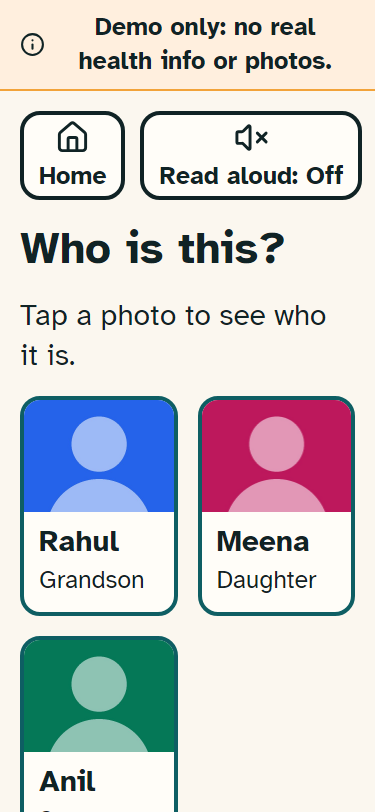 Demo only: no real
health info or photos.
Home
Read aloud: Off
Who is this?
Tap a photo to see who
it is.
Rahul
Meena
Grandson
Daughter
Anil